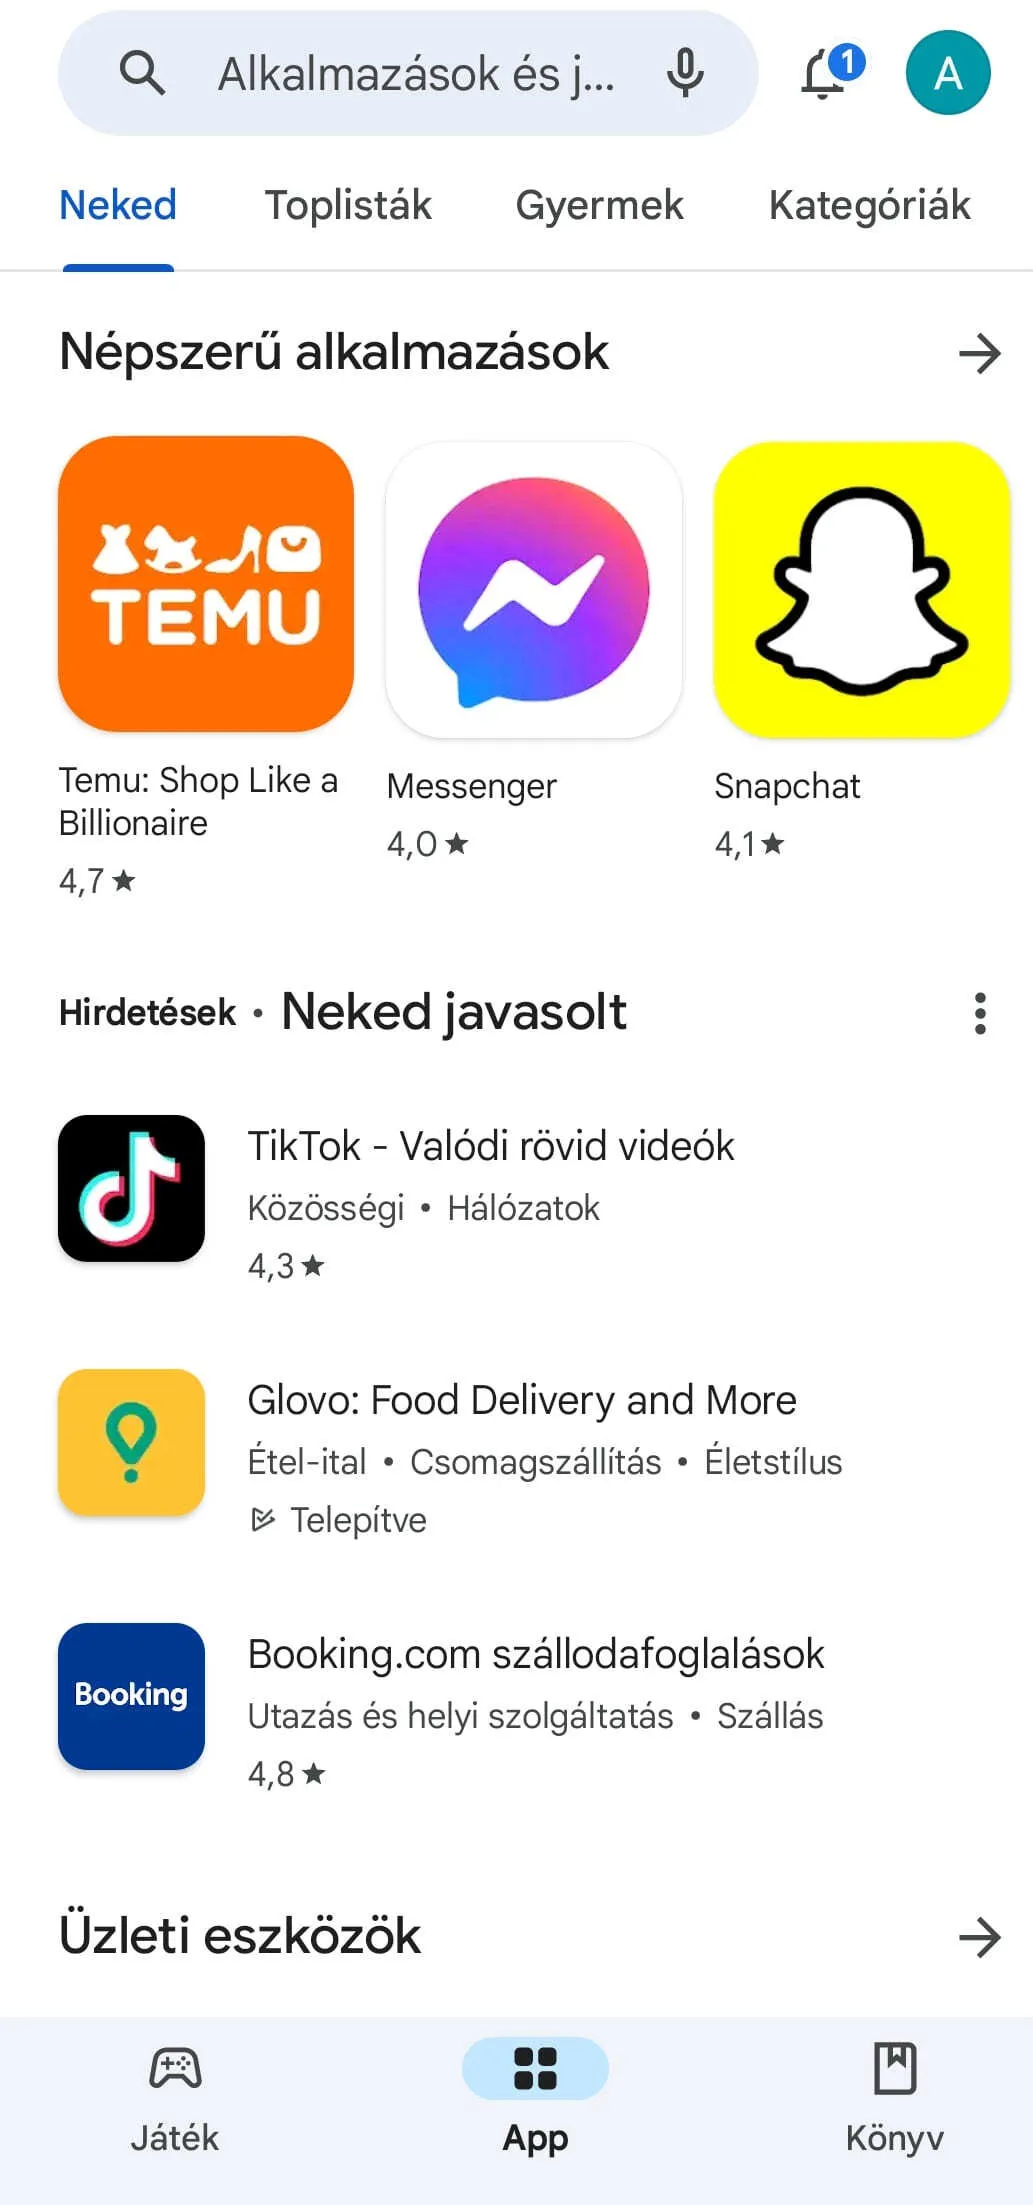 Alkalmazások és j...
1
A
Neked
Toplisták
Gyermek
Kategóriák
Népszerű alkalmazások
TEMU
Temu: Shop Like a
Billionaire
4,7 ★
Messenger
4,0 ★
Snapchat
4,1 ★
Hirdetések • Neked javasolt
TikTok - Valódi rövid videók
Közösségi • Hálózatok
4,3 ★
Glovo: Food Delivery and More
Étel-ital • Csomagszállítás • Életstílus
Telepítve
Booking
Booking.com szállodafoglalások
Utazás és helyi szolgáltatás • Szállás
4,8 ★
Üzleti eszközök
Játék
App
Könyv